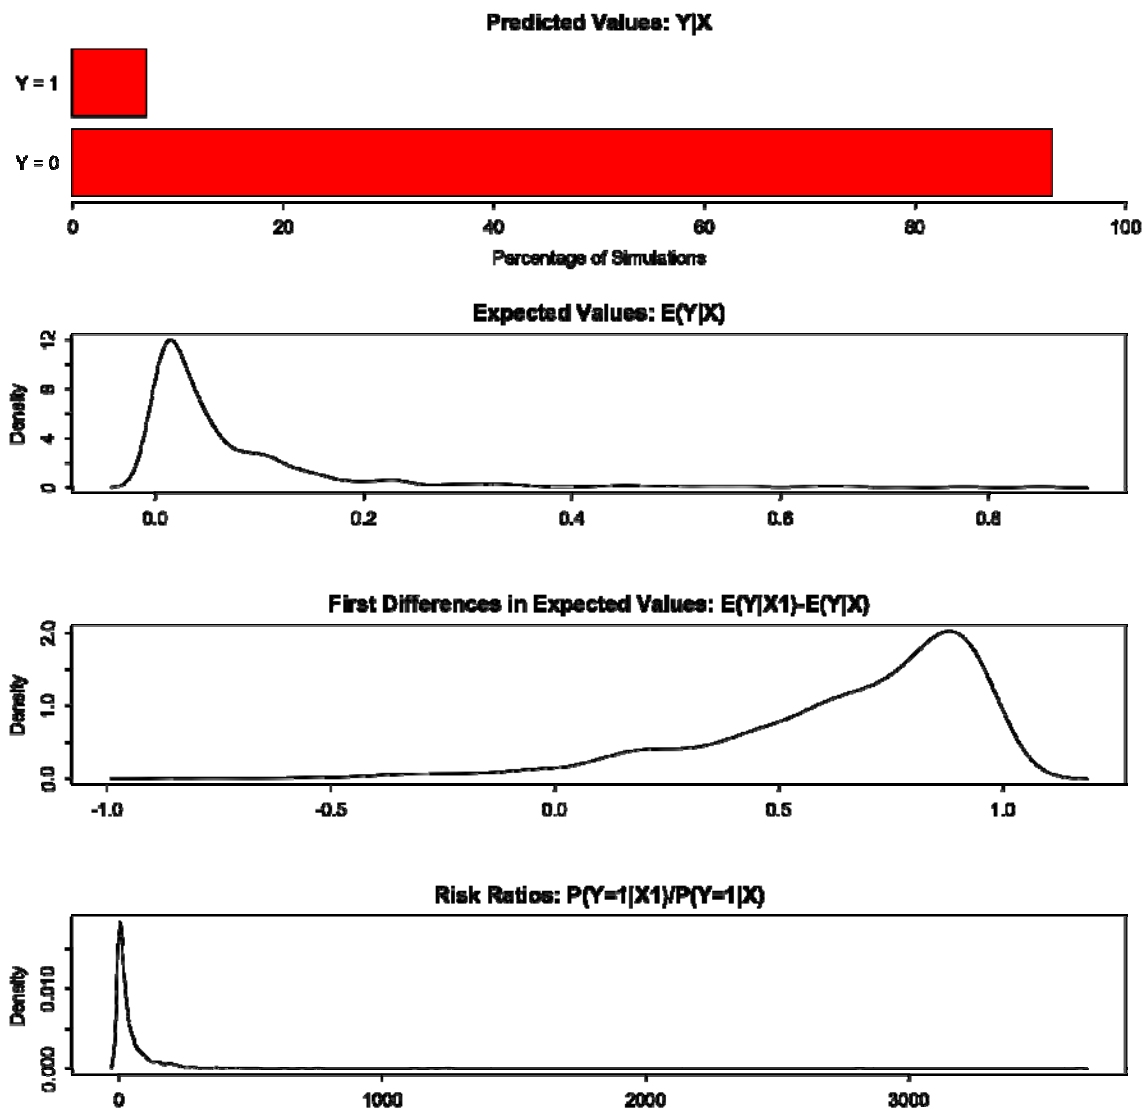 Predicted Values: Y|X
Y = 1
Y = 0
0 20 40 60 80 100
Percentage of Simulations
Expected Values: E(Y|X)
Density
12
8
4
0
0.0 0.2 0.4 0.6 0.8
First Differences in Expected Values: E(Y|X1)-E(Y|X)
Density
2.0
1.0
0.0
-1.0 -0.5 0.0 0.5 1.0
Risk Ratios: P(Y=1|X1)/P(Y=1|X)
Density
0.010
0.000
0 1000 2000 3000